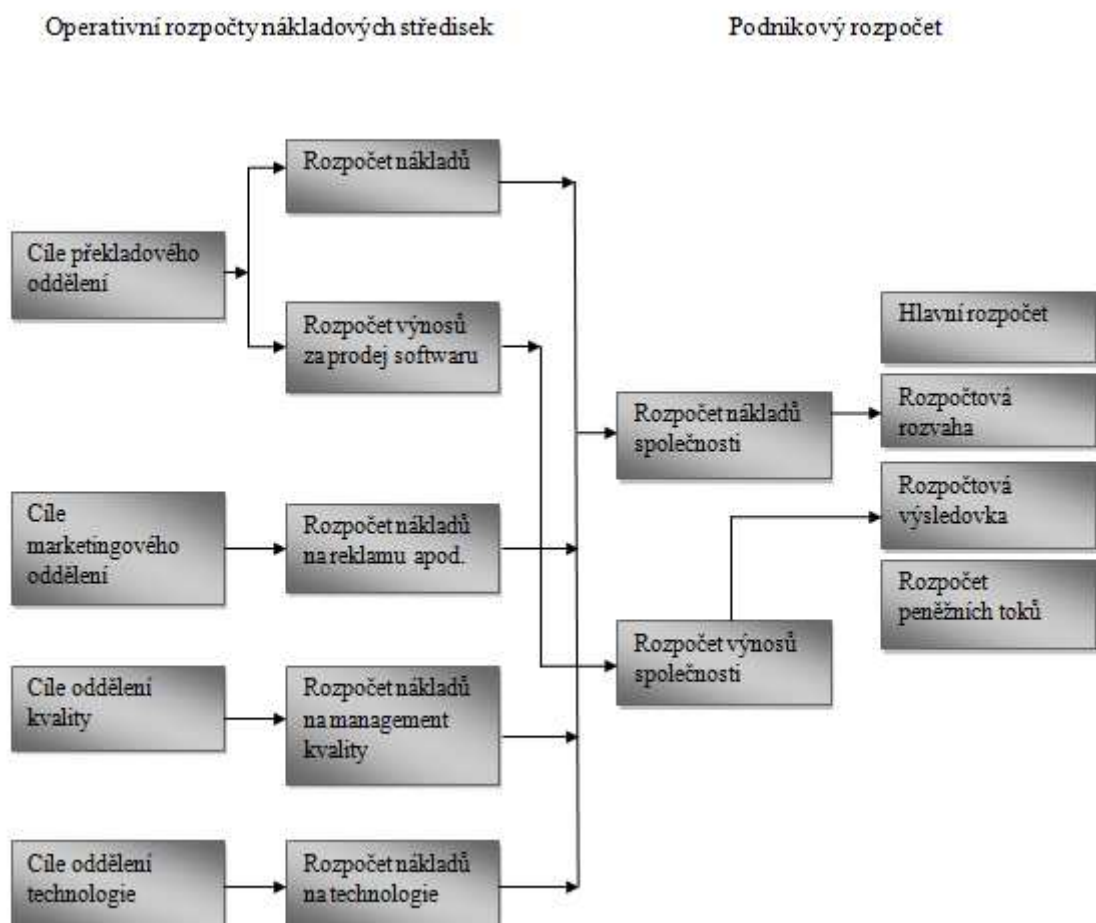 Operativní rozpočty nákladových středisek
Podnikový rozpočet
Rozpočet nákladů
Cíle překladového
oddělení
Rozpočet výnosů
za prodej softwaru
Hlavní rozpočet
Rozpočet nákladů
společnosti
Rozpočtová
rozvaha
Cíle
marketingového
oddělení
Rozpočet nákladů
na reklamu apod.
Rozpočtová
výsledovka
Rozpočet
peněžních toků
Rozpočet výnosů
společnosti
Cíle oddělení
kvality
Rozpočet nákladů
na management
kvality
Cíle oddělení
technologie
Rozpočet nákladů
na technologie